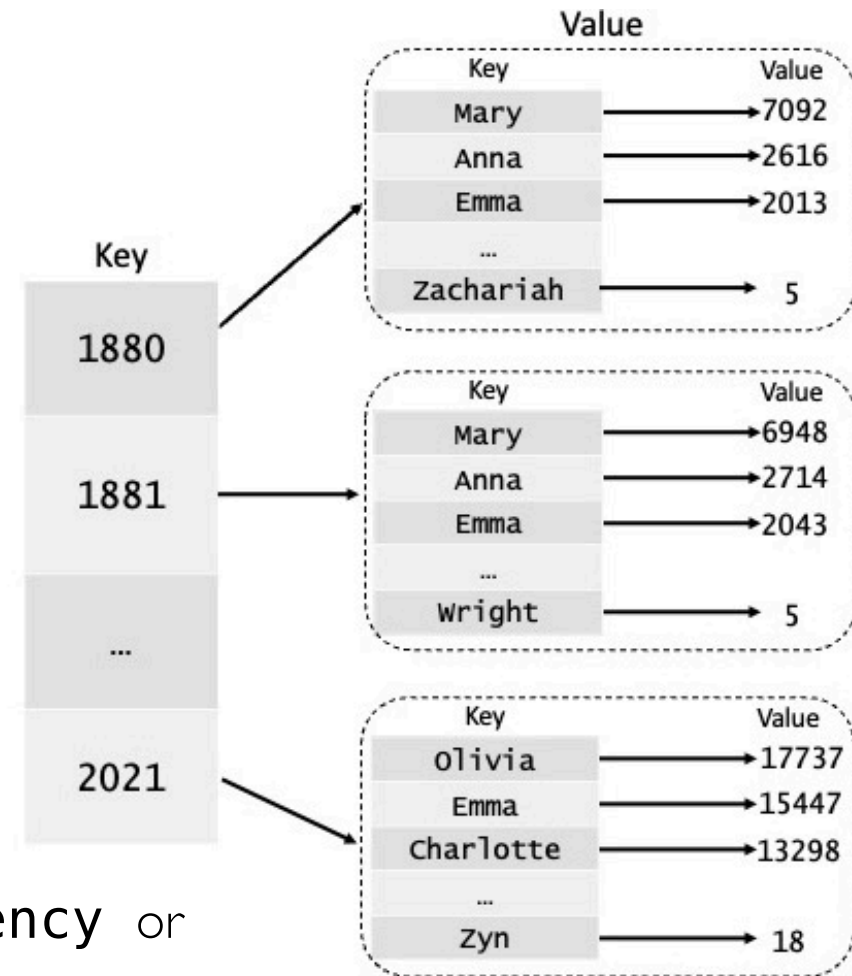 Value
Key Value
Mary 7092
Anna 2616
Emma 2013
…
Zachariah 5
Key
1880
1881
…
2021
Key Value
Mary 6948
Anna 2714
Emma 2043
…
Wright 5
Key Value
Olivia 17737
Emma 15447
Charlotte 13298
…
Zyn 18
ency or